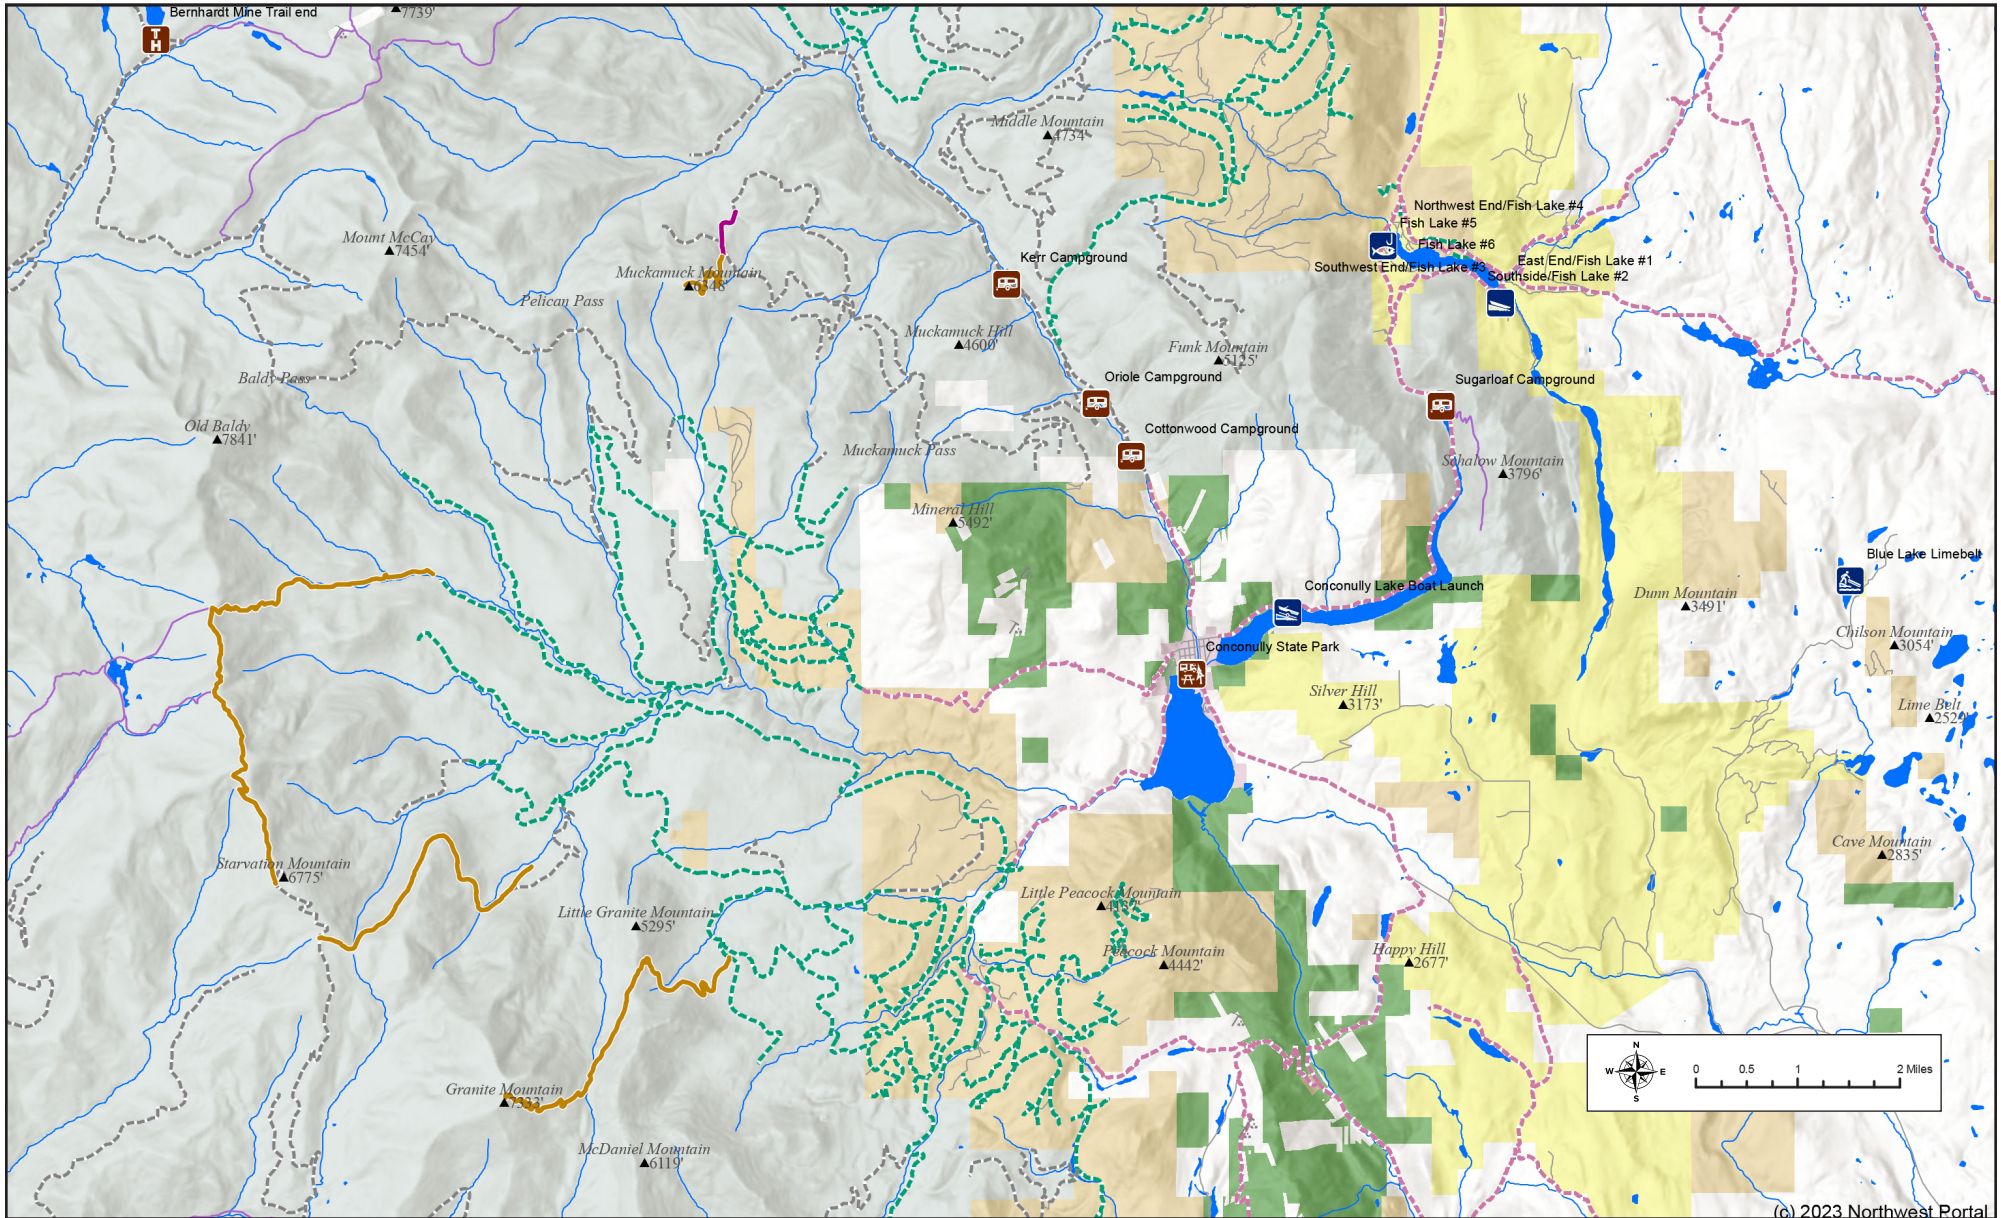 7739'
Bernhardt Mine Trail end
TH
Middle Mountain
4734'
Northwest End/Fish Lake #4
Fish Lake #5
Fish Lake #6
Mount McCay
7454'
Kerr Campground
East End/Fish Lake #1
Southwest End/Fish Lake #3
Southside/Fish Lake #2
Muckamuck Mountain
6348'
Pelican Pass
Muckamuck Hill
4600'
Funk Mountain
5125'
Baldy Pass
Oriole Campground
Sugarloaf Campground
Old Baldy
7841'
Cottonwood Campground
Muckamuck Pass
Schalow Mountain
3796'
Mineral Hill
5492'
Blue Lake Limebelt
Conconully Lake Boat Launch
Dunn Mountain
3491'
Chilson Mountain
3054'
Conconully State Park
Silver Hill
3173'
Lime Belt
2529'
Cave Mountain
2835'
Starvation Mountain
6775'
Little Peacock Mountain
Little Granite Mountain
5295'
Peacock Mountain
4442'
Happy Hill
2677'
N
W E
S
0 0.5 1 2 Miles
Granite Mountain
7333'
McDaniel Mountain
6119'
(c) 2023 Northwest Portal